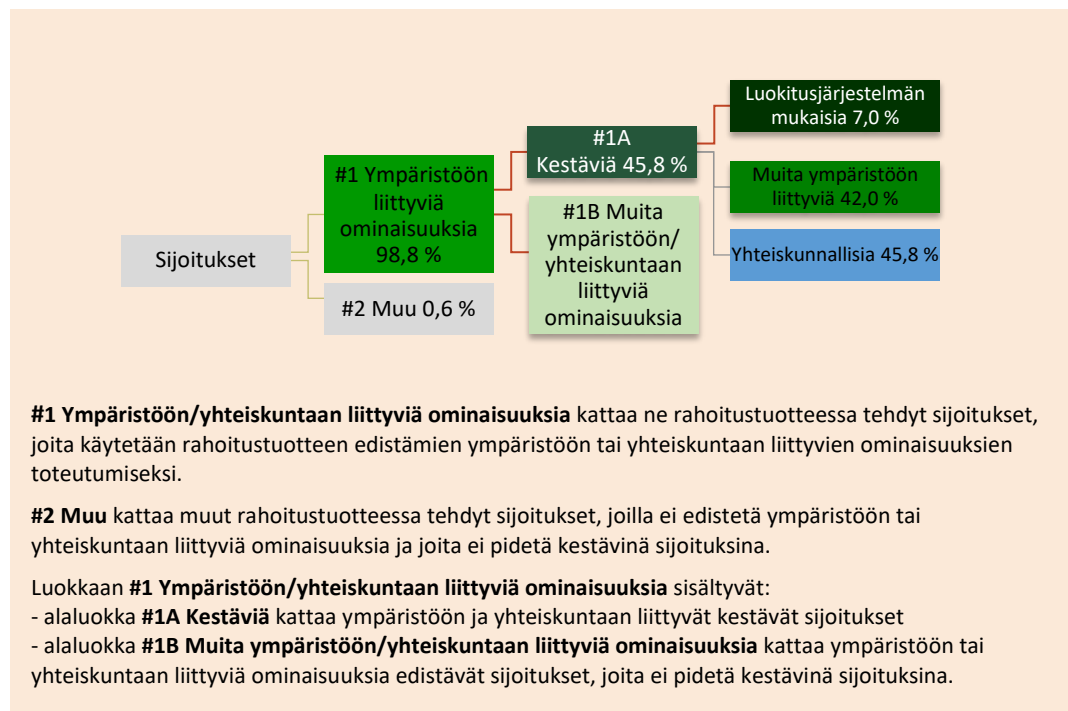 Sijoitukset
#1 Ympäristöön
liittyviä
ominaisuuksia
98,8 %
#2 Muu 0,6 %
#1A
Kestäviä 45,8 %
#1B Muita
ympäristöön/
yhteiskuntaan
liittyviä
ominaisuuksia
Luokitusjärjestelmän
mukaisia 7,0 %
Muita ympäristöön
liittyviä 42,0 %
Yhteiskunnallisia 45,8 %
#1 Ympäristöön/yhteiskuntaan liittyviä ominaisuuksia kattaa ne rahoitustuotteessa tehdyt sijoitukset,
joita käytetään rahoitustuotteen edistämien ympäristöön tai yhteiskuntaan liittyvien ominaisuuksien
toteutumiseksi.
#2 Muu kattaa muut rahoitustuotteessa tehdyt sijoitukset, joilla ei edistetä ympäristöön tai
yhteiskuntaan liittyviä ominaisuuksia ja joita ei pidetä kestävinä sijoituksina.
Luokkaan #1 Ympäristöön/yhteiskuntaan liittyviä ominaisuuksia sisältyvät:
- alaluokka #1A Kestäviä kattaa ympäristöön ja yhteiskuntaan liittyvät kestävät sijoitukset
- alaluokka #1B Muita ympäristöön/yhteiskuntaan liittyviä ominaisuuksia kattaa ympäristöön tai
yhteiskuntaan liittyviä ominaisuuksia edistävät sijoitukset, joita ei pidetä kestävinä sijoituksina.